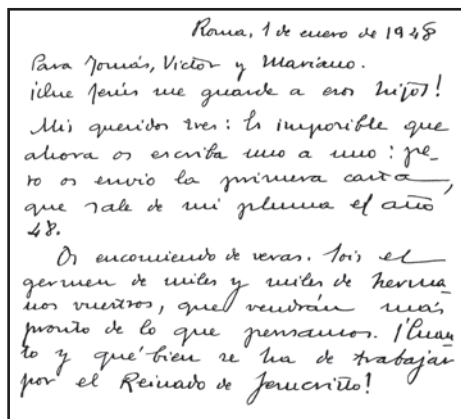 Roma, 1 de enero de 1948
Para Tomás, Víctor y Mariano.
¡Que Jesús me guarde a esos hijos!
Mis queridos tres: Es imposible que
ahora os escriba uno a uno: pe-
ro os envío la primera carta,
que sale de mi pluma el año
48.
Os encomiendo de veras. Sois el
germen de miles y miles de herma-
nos vuestros, que vendrán más
pronto de lo que pensamos. ¡Cuan-
to y qué bien se ha de trabajar
por el Reinado de Jesucristo!